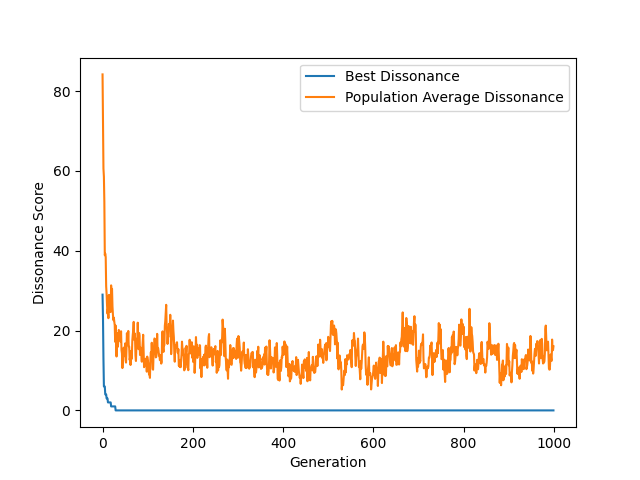 Best Dissonance
Population Average Dissonance
Dissonance Score
80
60
40
20
0
0 200 400 600 800 1000
Generation